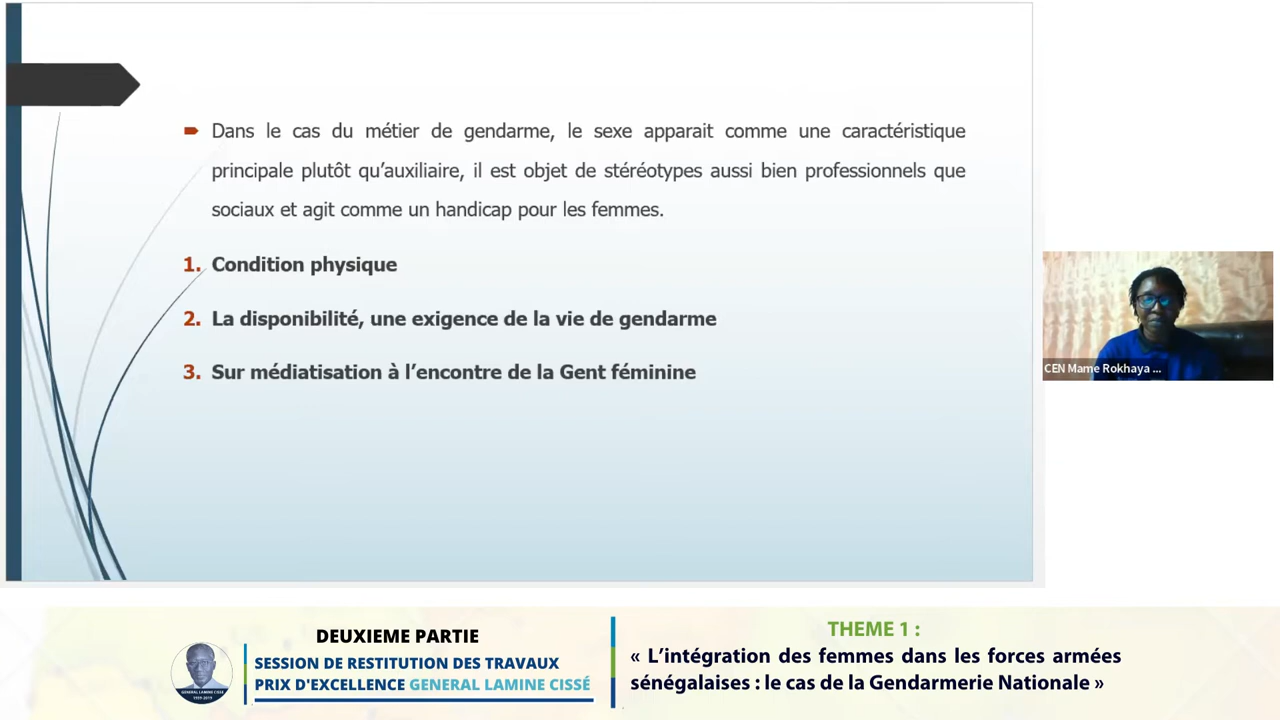 Dans le cas du métier de gendarme, le sexe apparait comme une caractéristique
principale plutôt qu'auxiliaire, il est objet de stéréotypes aussi bien professionnels que
sociaux et agit comme un handicap pour les femmes.
1. Condition physique
2. La disponibilité, une exigence de la vie de gendarme
3. Sur médiatisation à l'encontre de la Gent féminine
CEN Mame Rokhaya ...
DEUXIEME PARTIE
SESSION DE RESTITUTION DES TRAVAUX
PRIX D'EXCELLENCE GENERAL LAMINE CISSÉ
GENERAL LAMINE CISSE
THEME 1 :
« L'intégration des femmes dans les forces armées
sénégalaises : le cas de la Gendarmerie Nationale »